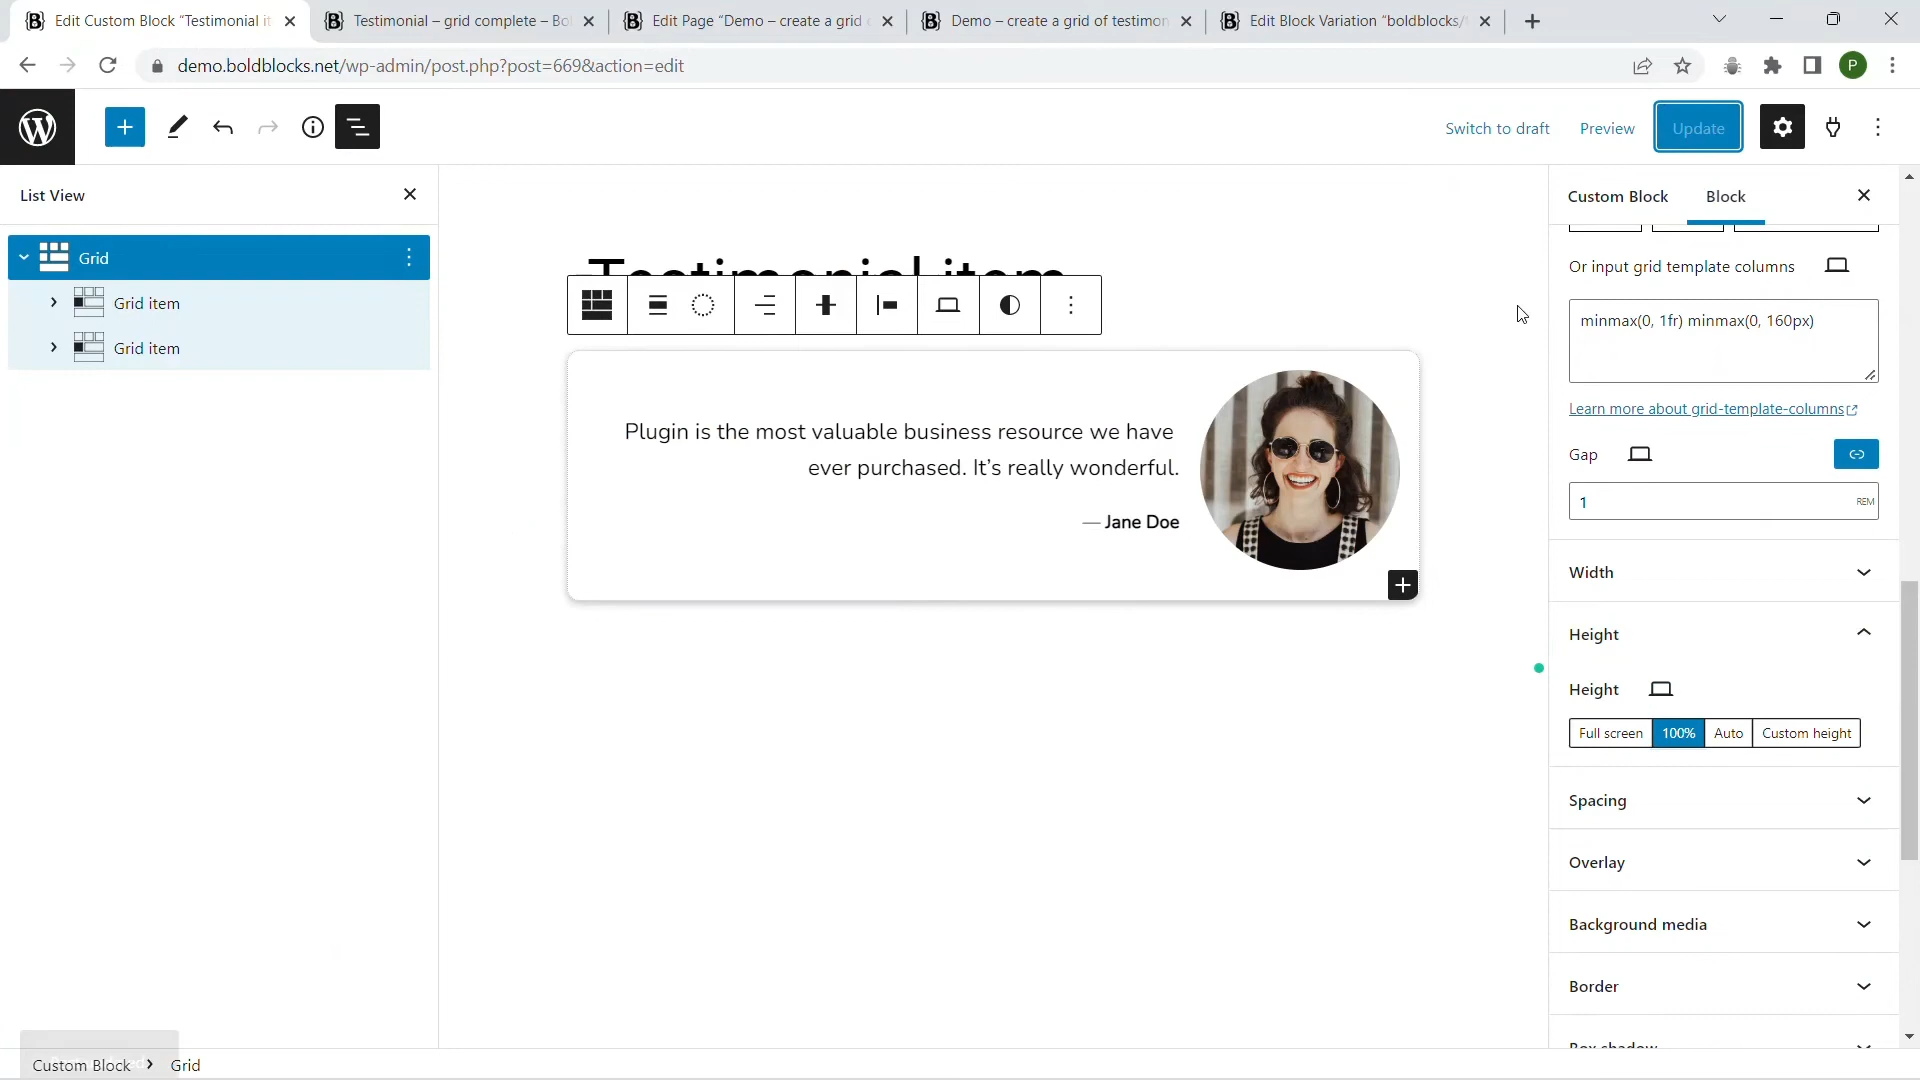 Edit Custom Block “Testimonial it
Testimonial – grid complete – Bo
Edit Page “Demo – create a grid
Demo – create a grid of testimon
Edit Block Variation “boldblocks/
demo.boldblocks.net/wp-admin/post.php?post=669&action=edit
P
Switch to draft
Preview
Update
List View
Grid
Grid item
Grid item
Testimonial item
Plugin is the most valuable business resource we have
ever purchased. It’s really wonderful.
— Jane Doe
Custom Block
Block
Or input grid template columns
minmax(0, 1fr) minmax(0, 160px)
Learn more about grid-template-columns
Gap
1
REM
Width
Height
Height
Full screen
100%
Auto
Custom height
Spacing
Overlay
Background media
Border
Box shadow
Custom Block
Grid